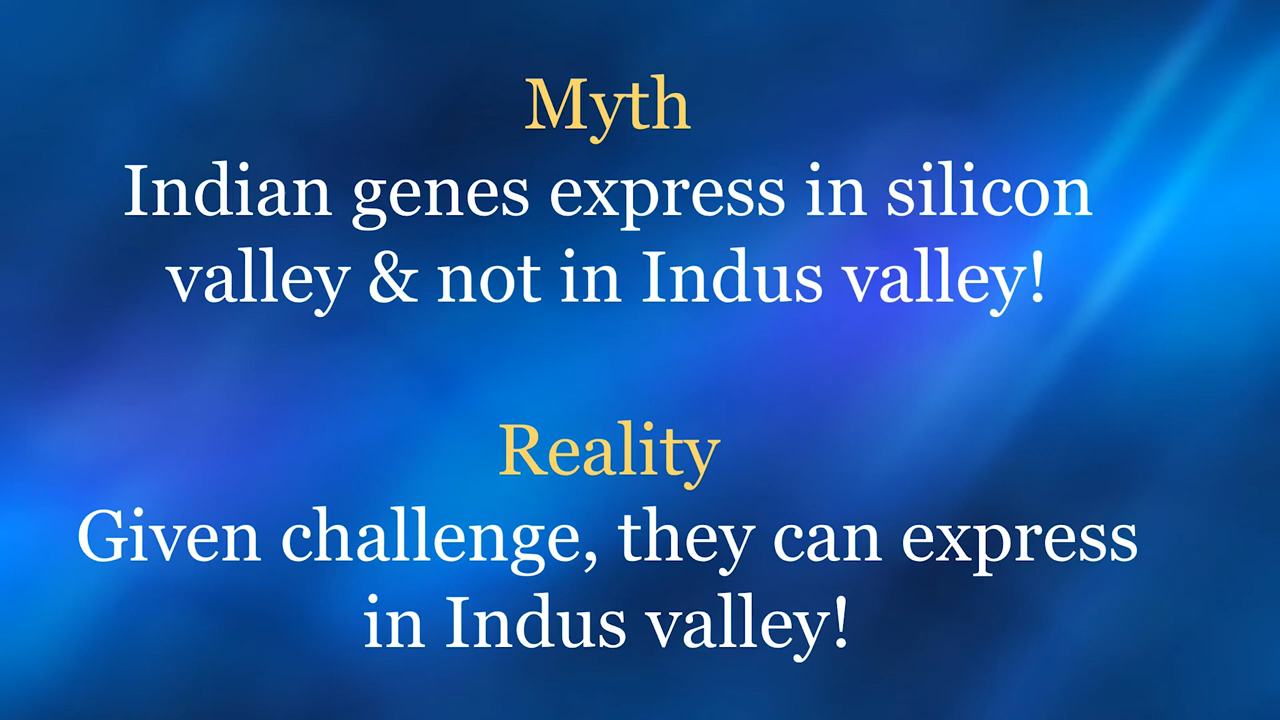 Myth
Indian genes express in silicon
valley & not in Indus valley!
Reality
Given challenge, they can express
in Indus valley!